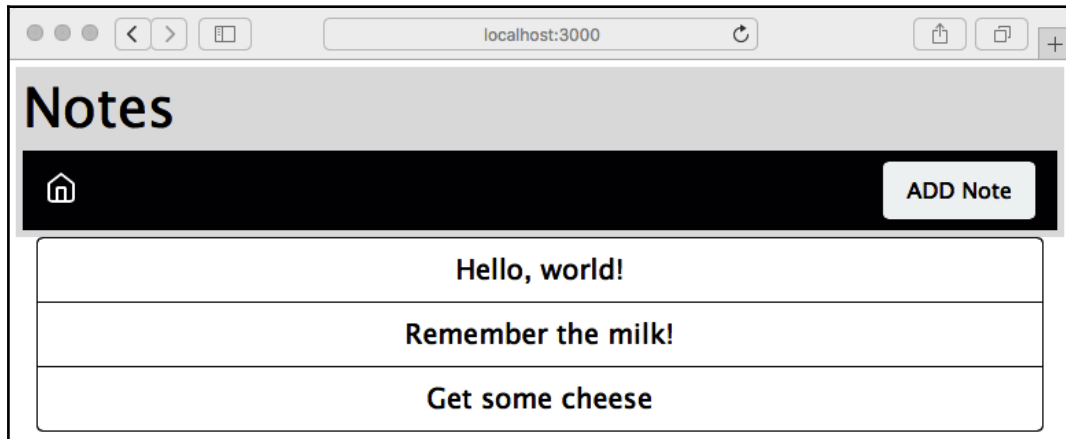 localhost:3000
Notes
ADD Note
Hello, world!
Remember the milk!
Get some cheese